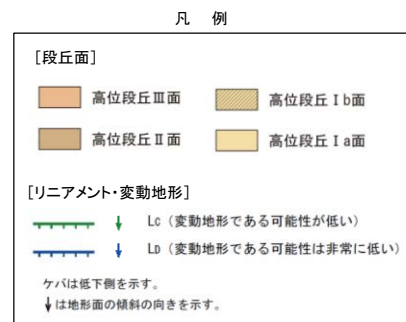 凡 例
[段丘面]
高位段丘Ⅲ面 高位段丘Ⅰb面
高位段丘Ⅱ面 高位段丘Ⅰa面
[リニアメント・変動地形]
LC（変動地形である可能性が低い）
LD（変動地形である可能性は非常に低い）
ケバは低下側を示す。
↓は地形面の傾斜の向きを示す。